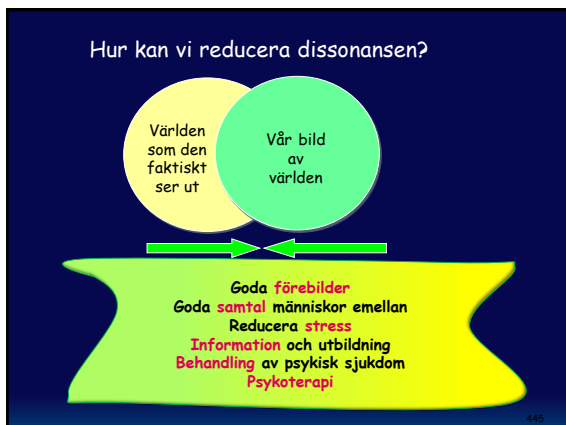 Hur kan vi reducera dissonansen?
Världen
som den
faktiskt
ser ut
Vår bild
av
världen
Goda förebilder
Goda samtal människor emellan
Reducera stress
Information och utbildning
Behandling av psykisk sjukdom
Psykoterapi
445